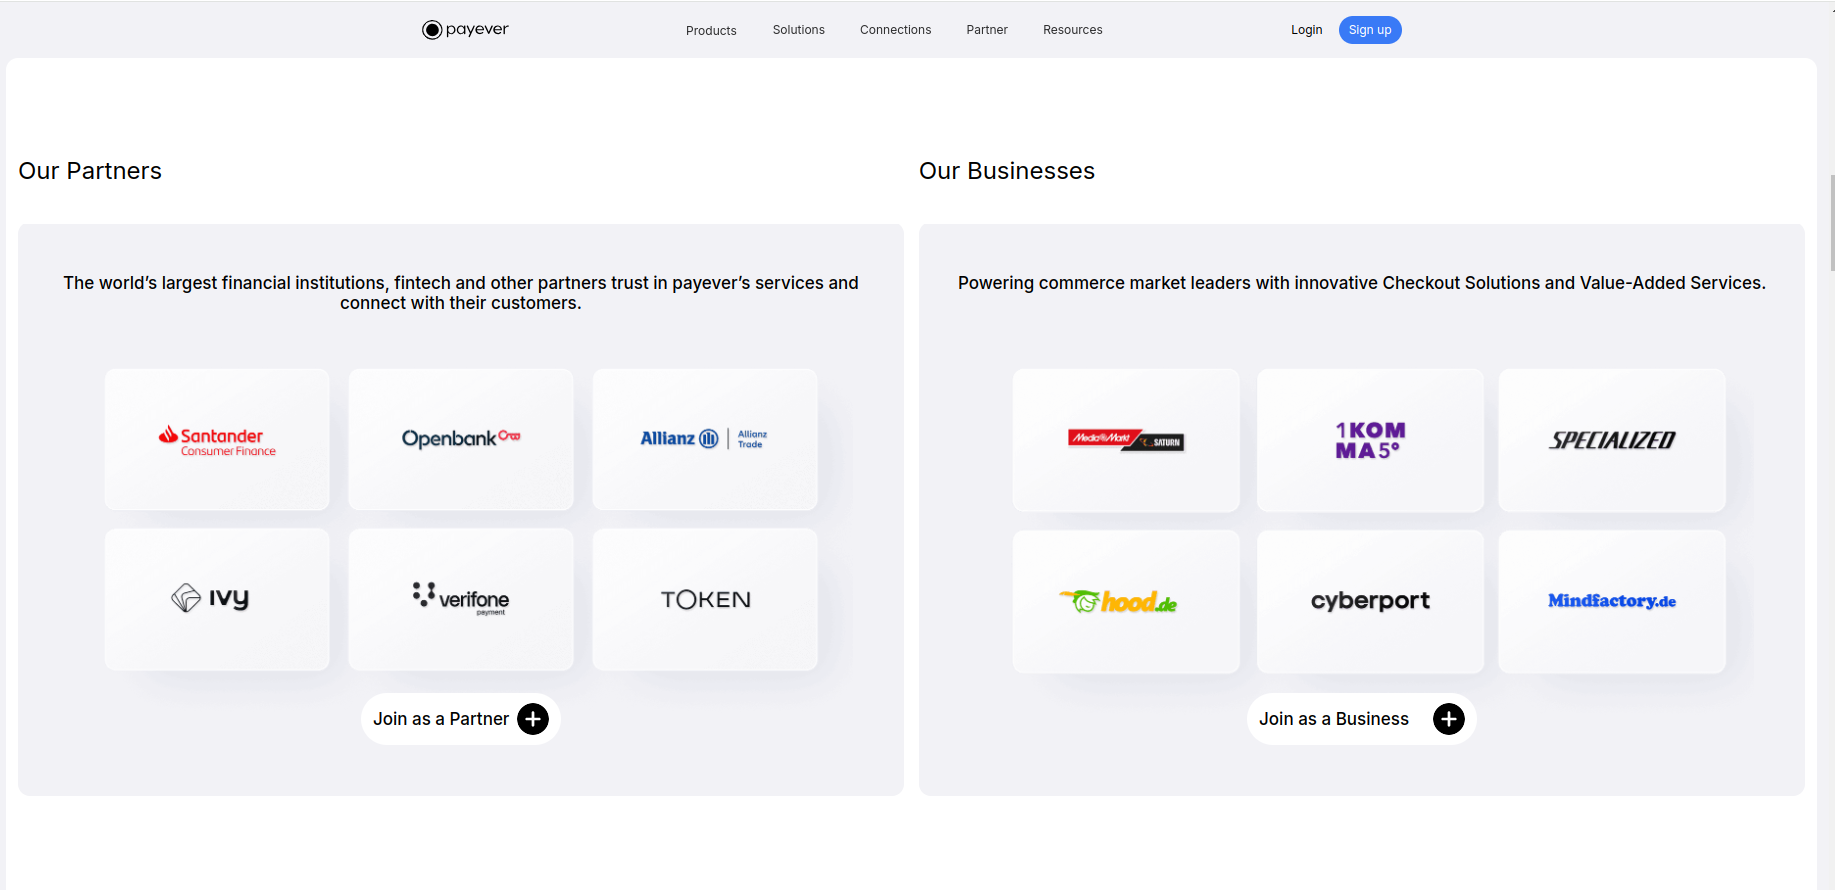 payever
Products
Solutions
Connections
Partner
Resources
Login
Sign up
Our Partners
The world’s largest financial institutions, fintech and other partners trust in payever’s services and
connect with their customers.
Santander
Consumer Finance
Openbank
Allianz
Allianz
Trade
IVY
verifone
payment
TOKEN
Join as a Partner
Our Businesses
Powering commerce market leaders with innovative Checkout Solutions and Value-Added Services.
MediaMarkt
SATURN
1KOM
MA5°
SPECIALIZED
hood.de
cyberport
Mindfactory.de
Join as a Business